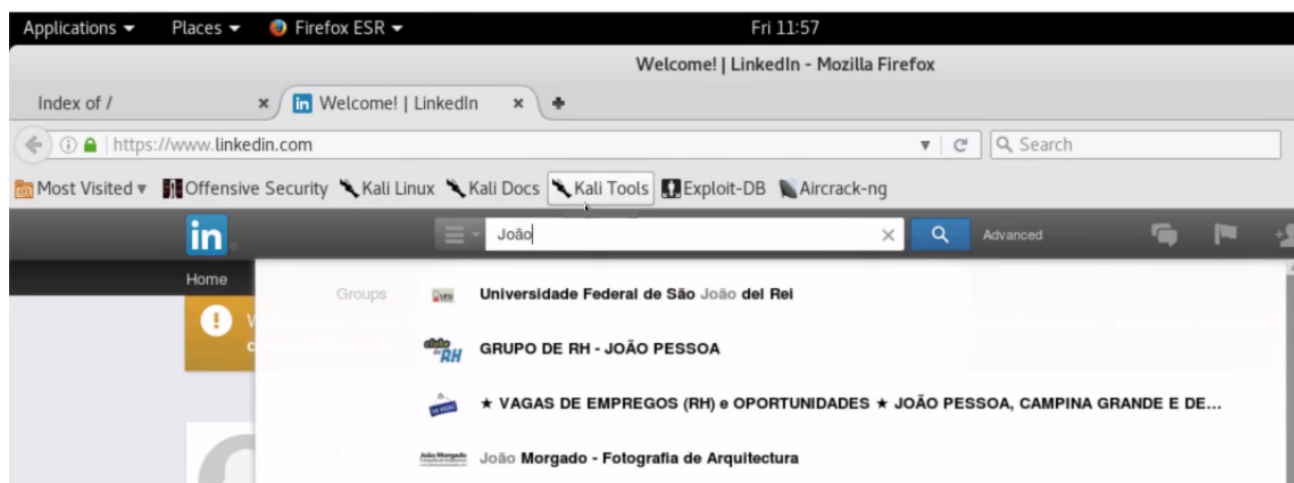 Applications Places Firefox ESR Fri 11:57
Welcome! | LinkedIn - Mozilla Firefox
Index of / Welcome! | LinkedIn
https://www.linkedin.com Search
Most Visited Offensive Security Kali Linux Kali Docs Kali Tools Exploit-DB Aircrack-ng
in João Advanced
Home
Groups Universidade Federal de São João del Rei
GRUPO DE RH - JOÃO PESSOA
★ VAGAS DE EMPREGOS (RH) e OPORTUNIDADES ★ JOÃO PESSOA, CAMPINA GRANDE E DE...
João Morgado - Fotografia de Arquitectura